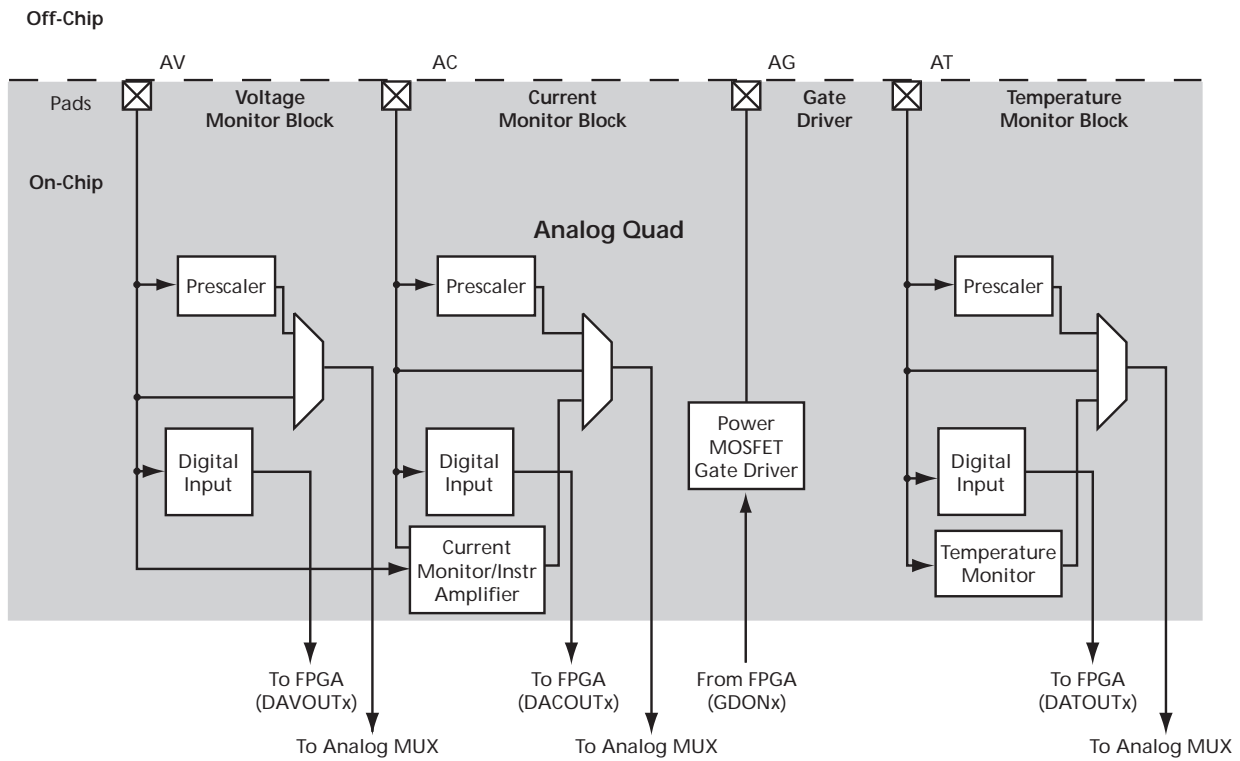 Off-Chip
AV
AC
AG
AT
Pads
Voltage
Monitor Block
Current
Monitor Block
Gate
Driver
Temperature
Monitor Block
On-Chip
Analog Quad
Prescaler
Prescaler
Prescaler
Power
MOSFET
Gate Driver
Digital
Input
Digital
Input
Digital
Input
Current
Monitor/Instr
Amplifier
Temperature
Monitor
To FPGA
(DAVOUTx)
To FPGA
(DACOUTx)
From FPGA
(GDONx)
To FPGA
(DATOUTx)
To Analog MUX
To Analog MUX
To Analog MUX